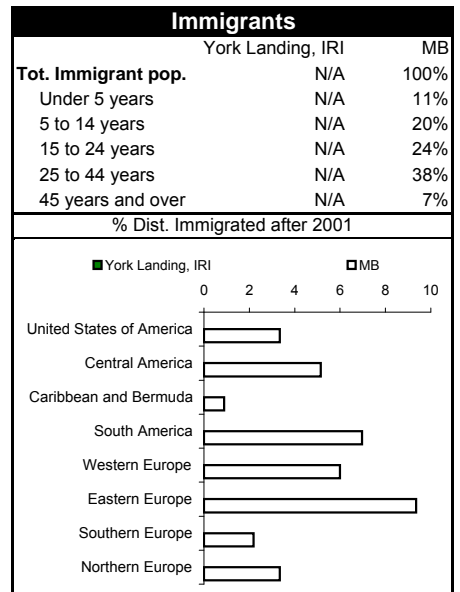 Immigrants
York Landing, IRI MB
Tot. Immigrant pop. N/A 100%
Under 5 years N/A 11%
5 to 14 years N/A 20%
15 to 24 years N/A 24%
25 to 44 years N/A 38%
45 years and over N/A 7%
% Dist. Immigrated after 2001
York Landing, IRI MB
0 2 4 6 8 10
United States of America
Central America
Caribbean and Bermuda
South America
Western Europe
Eastern Europe
Southern Europe
Northern Europe